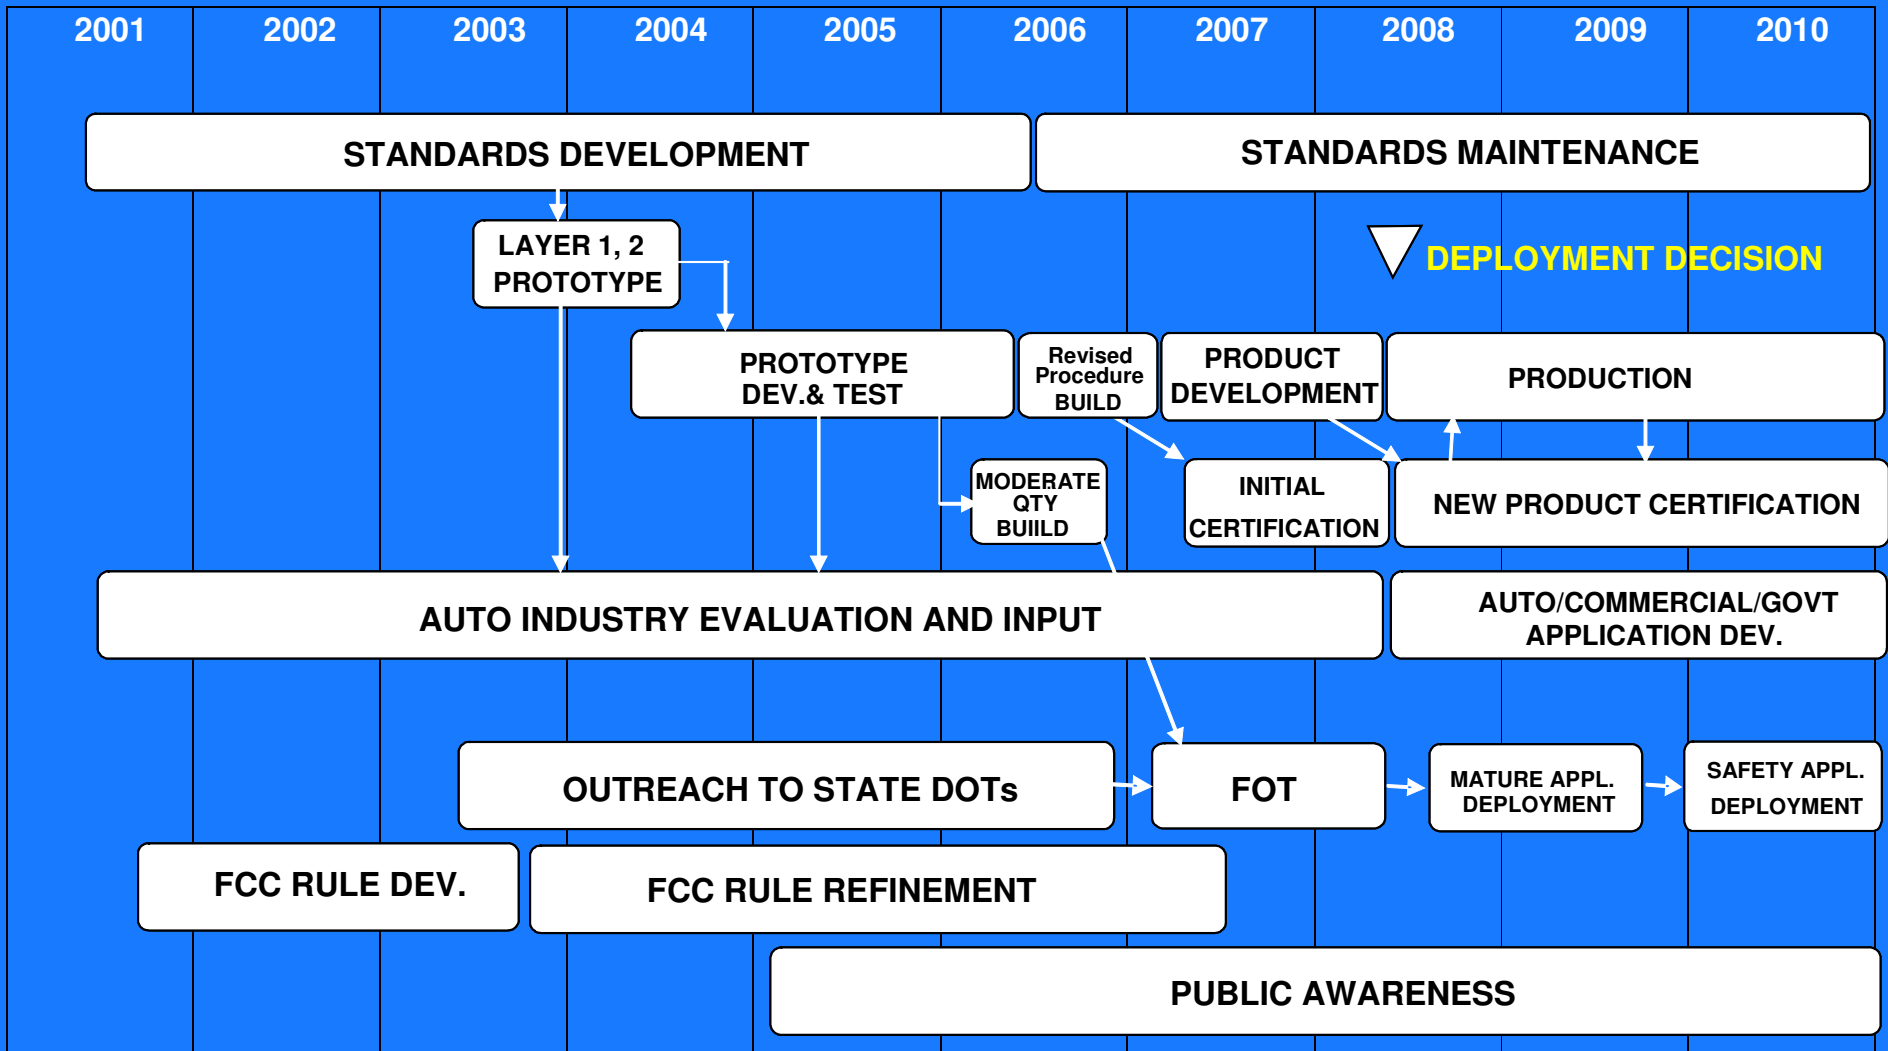 2001 2002 2003 2004 2005 2006 2007 2008 2009 2010
STANDARDS DEVELOPMENT
STANDARDS MAINTENANCE
LAYER 1, 2
PROTOTYPE
DEPLOYMENT DECISION
PROTOTYPE
DEV.& TEST
Revised
Procedure
BUILD
PRODUCT
DEVELOPMENT
PRODUCTION
MODERATE
QTY
BUIILD
INITIAL
CERTIFICATION
NEW PRODUCT CERTIFICATION
AUTO INDUSTRY EVALUATION AND INPUT
AUTO/COMMERCIAL/GOVT
APPLICATION DEV.
OUTREACH TO STATE DOTs
FOT
MATURE APPL.
DEPLOYMENT
SAFETY APPL.
DEPLOYMENT
FCC RULE DEV.
FCC RULE REFINEMENT
PUBLIC AWARENESS